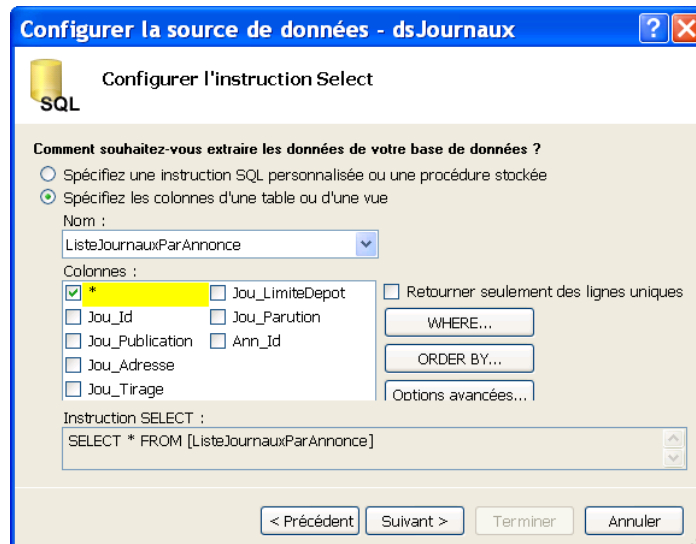 Configurer la source de données - dsJournaux
SQL
Configurer l'instruction Select
Comment souhaitez-vous extraire les données de votre base de données ?
Spécifiez une instruction SQL personnalisée ou une procédure stockée
Spécifiez les colonnes d'une table ou d'une vue
Nom :
ListeJournauxParAnnonce
Colonnes :
* Jou_LimiteDepot Retourner seulement des lignes uniques
Jou_Id Jou_Parution WHERE...
Jou_Publication Ann_Id
Jou_Adresse ORDER BY...
Jou_Tirage Options avancées...
Instruction SELECT :
SELECT * FROM [ListeJournauxParAnnonce]
< Précédent Suivant > Terminer Annuler